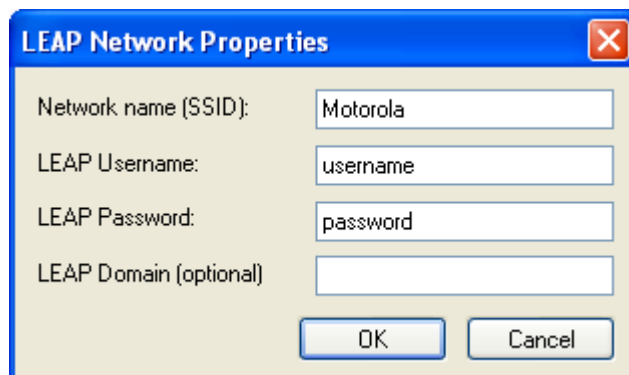 LEAP Network Properties
Network name (SSID): Motorola
LEAP Username: username
LEAP Password: password
LEAP Domain (optional)
OK Cancel